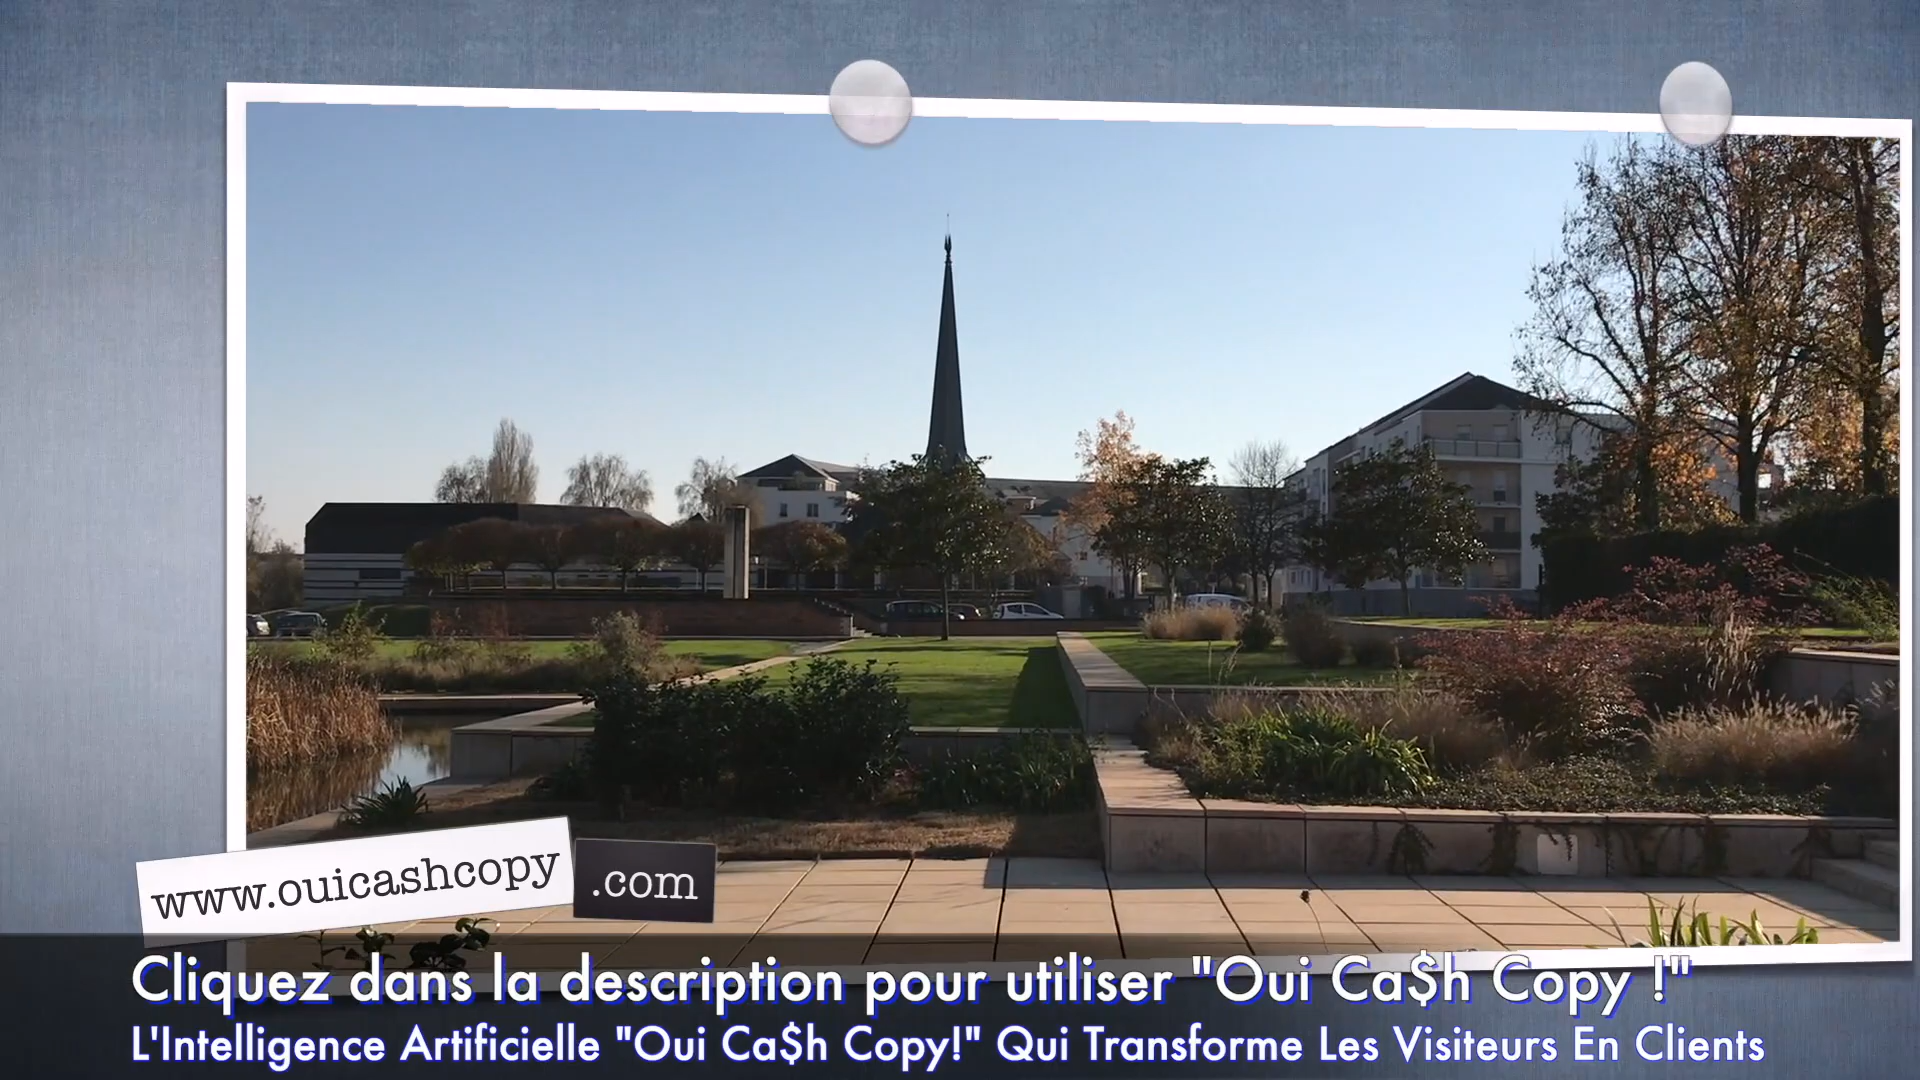 www.ouicashcopy .com
Cliquez dans la description pour utiliser "Oui Ca$h Copy !"
L'Intelligence Artificielle "Oui Ca$h Copy!" Qui Transforme Les Visiteurs En Clients